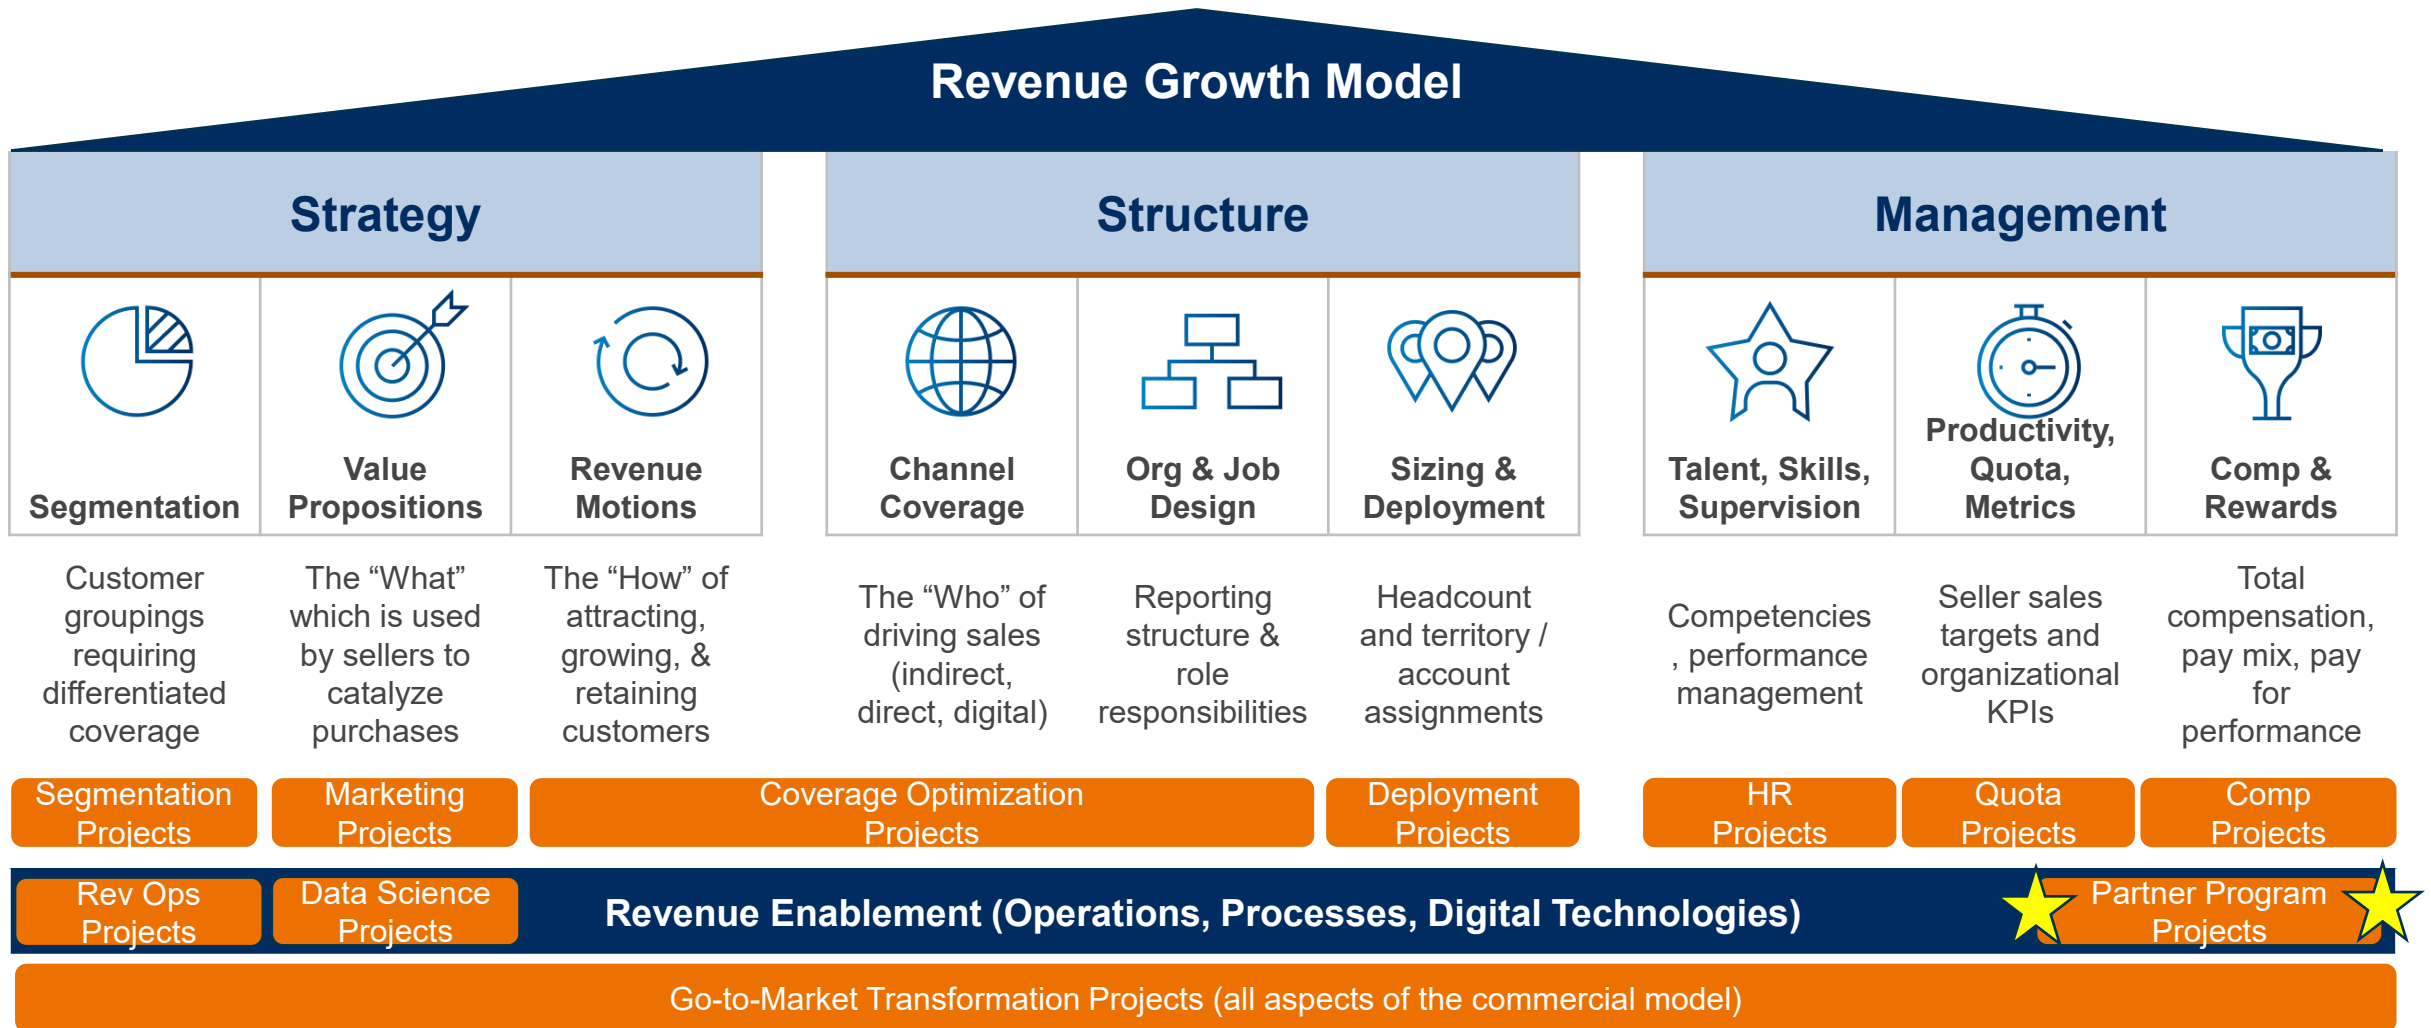 Revenue Growth Model
Strategy
Structure
Management
Segmentation
Value
Propositions
Revenue
Motions
Channel
Coverage
Org & Job
Design
Sizing &
Deployment
Talent, Skills,
Supervision
Productivity,
Quota,
Metrics
Comp &
Rewards
Customer
groupings
requiring
differentiated
coverage
The “What”
which is used
by sellers to
catalyze
purchases
The “How” of
attracting,
growing, &
retaining
customers
The “Who” of
driving sales
(indirect,
direct, digital)
Reporting
structure &
role
responsibilities
Headcount
and territory /
account
assignments
Competencies
, performance
management
Seller sales
targets and
organizational
KPIs
Total
compensation,
pay mix, pay
for
performance
Segmentation
Projects
Marketing
Projects
Coverage Optimization
Projects
Deployment
Projects
HR
Projects
Quota
Projects
Comp
Projects
Rev Ops
Projects
Data Science
Projects
Revenue Enablement (Operations, Processes, Digital Technologies)
Partner Program
Projects
Go-to-Market Transformation Projects (all aspects of the commercial model)